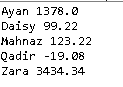 Ayan 1378.0
Daisy 99.22
Mahnaz 123.22
Qadir -19.08
Zara 3434.34